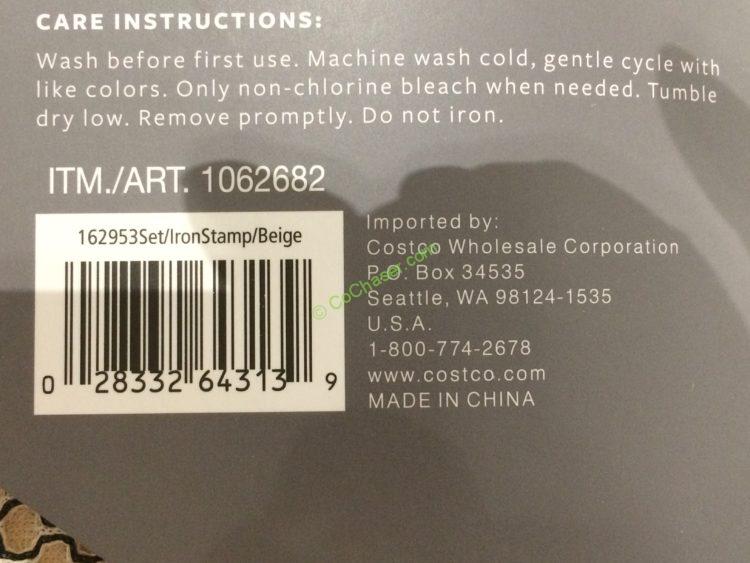 CARE INSTRUCTIONS:
Wash before first use. Machine wash cold, gentle cycle with
like colors. Only non-chlorine bleach when needed. Tumble
dry low. Remove promptly. Do not iron.
ITM./ART. 1062682
162953Set/IronStamp/Beige
0 28332 64313 9
Imported by:
Costco Wholesale Corporation
P.O. Box 34535
Seattle, WA 98124-1535
U.S.A.
1-800-774-2678
www.costco.com
MADE IN CHINA
© CoChaser.com